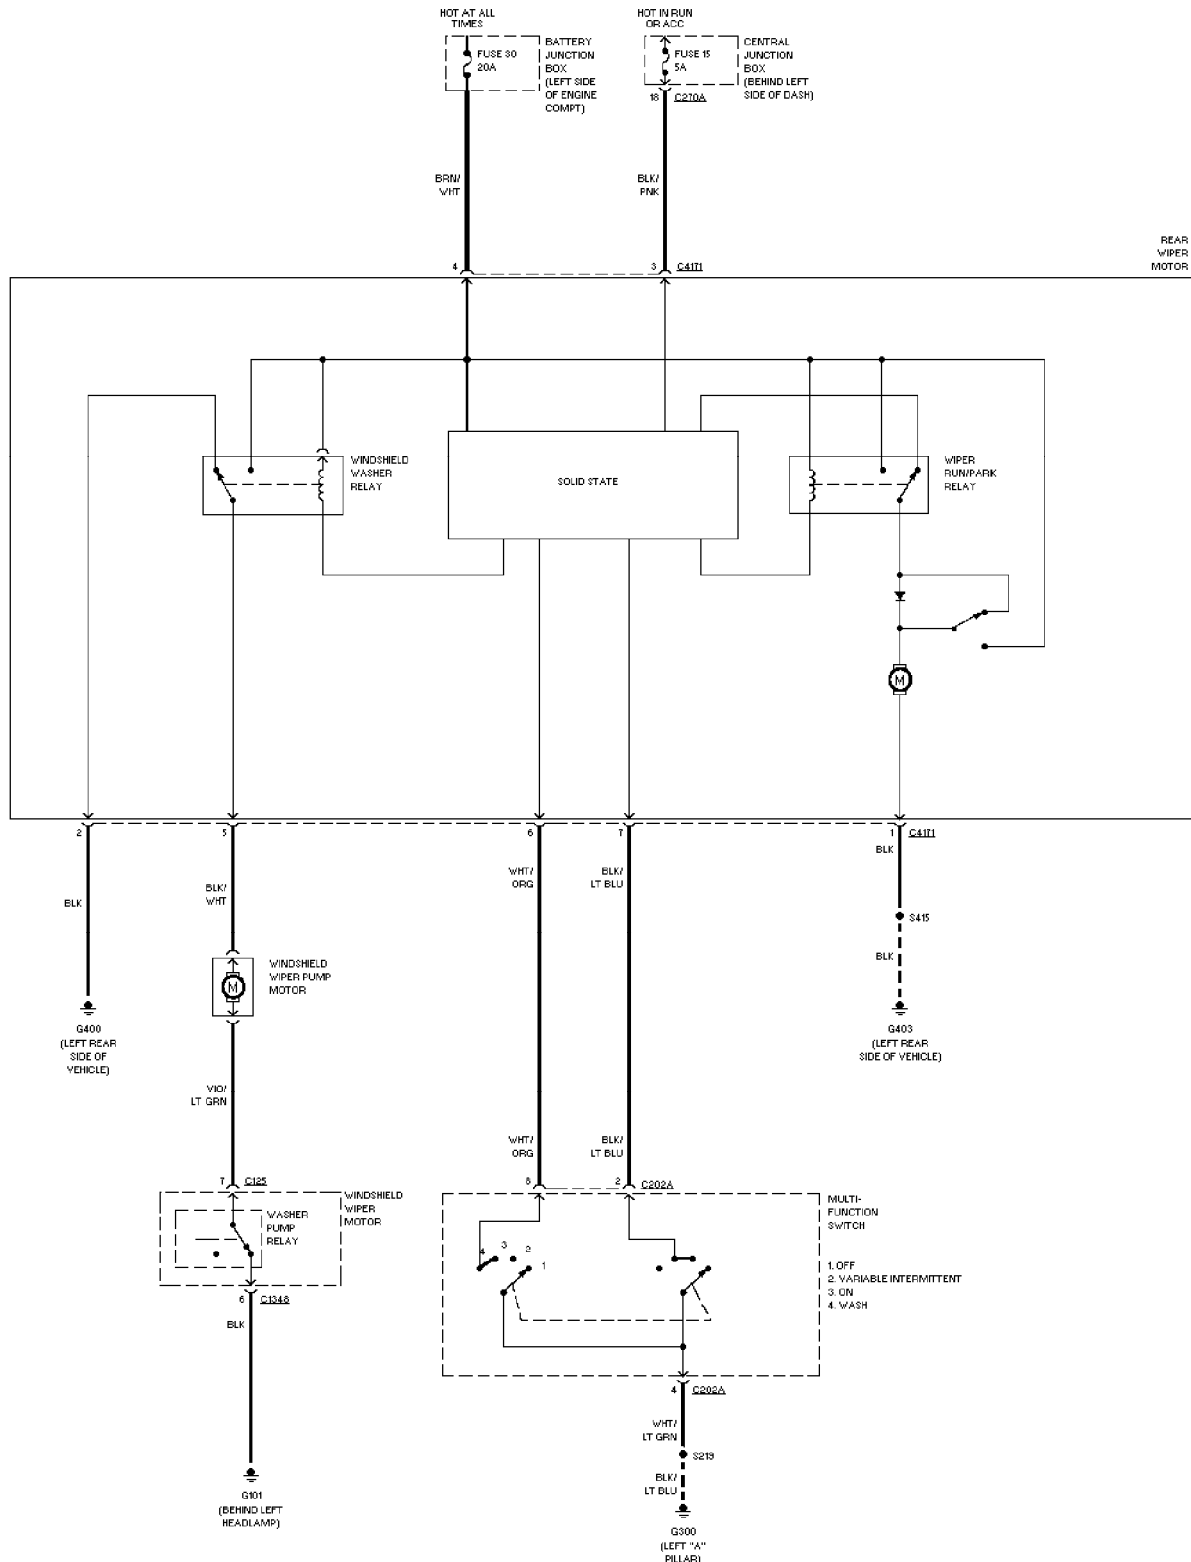 HOT AT ALL
TIMES
HOT IN RUN
OR ACC
FUSE 30
20A
BATTERY
JUNCTION
BOX
(LEFT SIDE
OF ENGINE
COMPT)
FUSE 15
5A
CENTRAL
JUNCTION
BOX
(BEHIND LEFT
SIDE OF DASH)
18 C270A
BRN/
WHT
BLK/
PNK
REAR
WIPER
MOTOR
4 3 C4171
WINDSHIELD
WASHER
RELAY
SOLID STATE
WIPER
RUN/PARK
RELAY
M
2 5 6 7 1 C4171
BLK
WHT/
ORG
BLK/
LT BLU
BLK/
WHT
BLK
S415
BLK
WINDSHIELD
WIPER PUMP
MOTOR
M
G400
(LEFT REAR
SIDE OF
VEHICLE)
G403
(LEFT REAR
SIDE OF VEHICLE)
VIO/
LT GRN
WHT/
ORG
BLK/
LT BLU
7 C125
8 2 C202A
WINDSHIELD
WIPER
MOTOR
WASHER
PUMP
RELAY
MULTI-
FUNCTION
SWITCH
4 3 2 1
1. OFF
2. VARIABLE INTERMITTENT
3. ON
4. WASH
6 C1348
BLK
4 C202A
WHT/
LT GRN
S219
BLK/
LT BLU
G101
(BEHIND LEFT
HEADLAMP)
G300
(LEFT "A"
PILLAR)